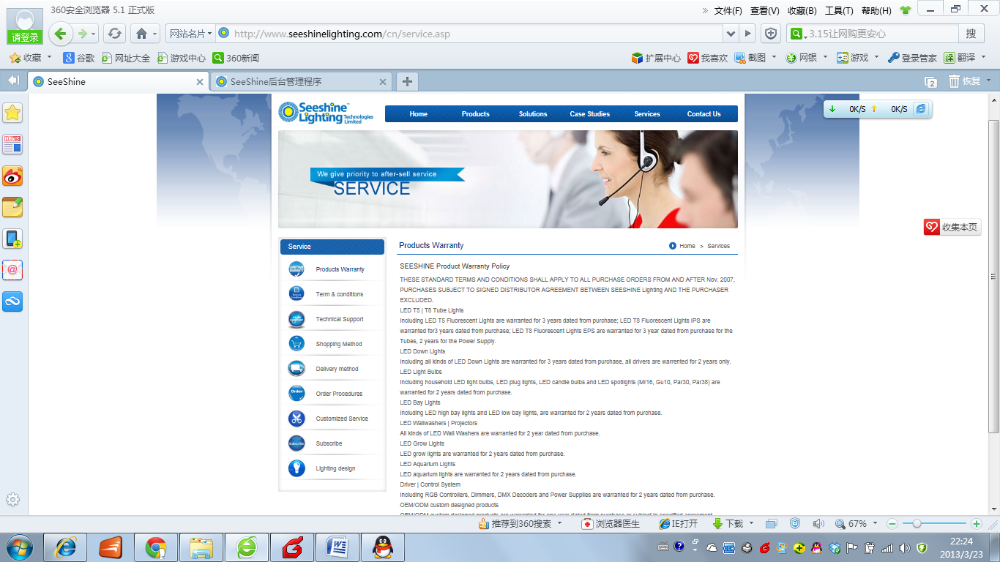 360安全浏览器 5.1 正式版
» 文件(F) 查看(V) 收藏(B) 工具(T) 帮助(H)
请登录
网站名片 http://www.seeshinelighting.com/cn/service.asp
3.15让网购更安心 搜
收藏 谷歌 网址大全 游戏中心 360新闻 扩展中心 我喜欢 截图 网银 游戏 登录管家 翻译
SeeShine SeeShine后台管理程序 2 恢复
Seeshine Lighting Technologies Limited
Home Products Solutions Case Studies Services Contact Us
0K/S 0K/S
We give priority to after-sell service
SERVICE
收集本页
Service
Products Warranty
Term & conditions
Technical Support
Shopping Method
Delivery method
Order Procedures
Customized Service
Subscribe
Lighting design
Products Warranty
Home > Services
SEESHINE Product Warranty Policy
THESE STANDARD TERMS AND CONDITIONS SHALL APPLY TO ALL PURCHASE ORDERS FROM AND AFTER Nov. 2007,
PURCHASES SUBJECT TO SIGNED DISTRIBUTOR AGREEMENT BETWEEN SEESHINE Lighting AND THE PURCHASER
EXCLUDED.
LED T5 | T8 Tube Lights
Including LED T5 Fluorescent Lights are warranted for 3 years dated from purchase; LED T8 Fluorescent Lights IPS are
warranted for3 years dated from purchase; LED T8 Fluorescent Lights EPS are warranted for 3 year dated from purchase for the
Tubes, 2 years for the Power Supply.
LED Down Lights
Including all kinds of LED Down Lights are warranted for 3 years dated from purchase, all drivers are warrented for 2 years only.
LED Light Bulbs
Including household LED light bulbs, LED plug lights, LED candle bulbs and LED spotlights (Mr16, Gu10, Par30, Par38) are
warranted for 2 years dated from purchase.
LED Bay Lights
Including LED high bay lights and LED low bay lights, are warranted for 2 years dated from purchase.
LED Wallwashers | Projectors
All kinds of LED Wall Washers are warranted for 2 year dated from purchase.
LED Grow Lights
LED grow lights are warranted for 2 years dated from purchase.
LED Aquarium Lights
LED aquarium lights are warranted for 2 years dated from purchase.
Driver | Control System
Including RGB Controllers, Dimmers, DMX Decoders and Power Supplies are warranted for 2 years dated from purchase.
OEM/ODM custom designed products
OEM/ODM custom designed products are warranted for one year dated from purchase or subject to specified agreement
推荐到360搜索 浏览器医生 IE打开 下载 67%
22:24
2013/3/23